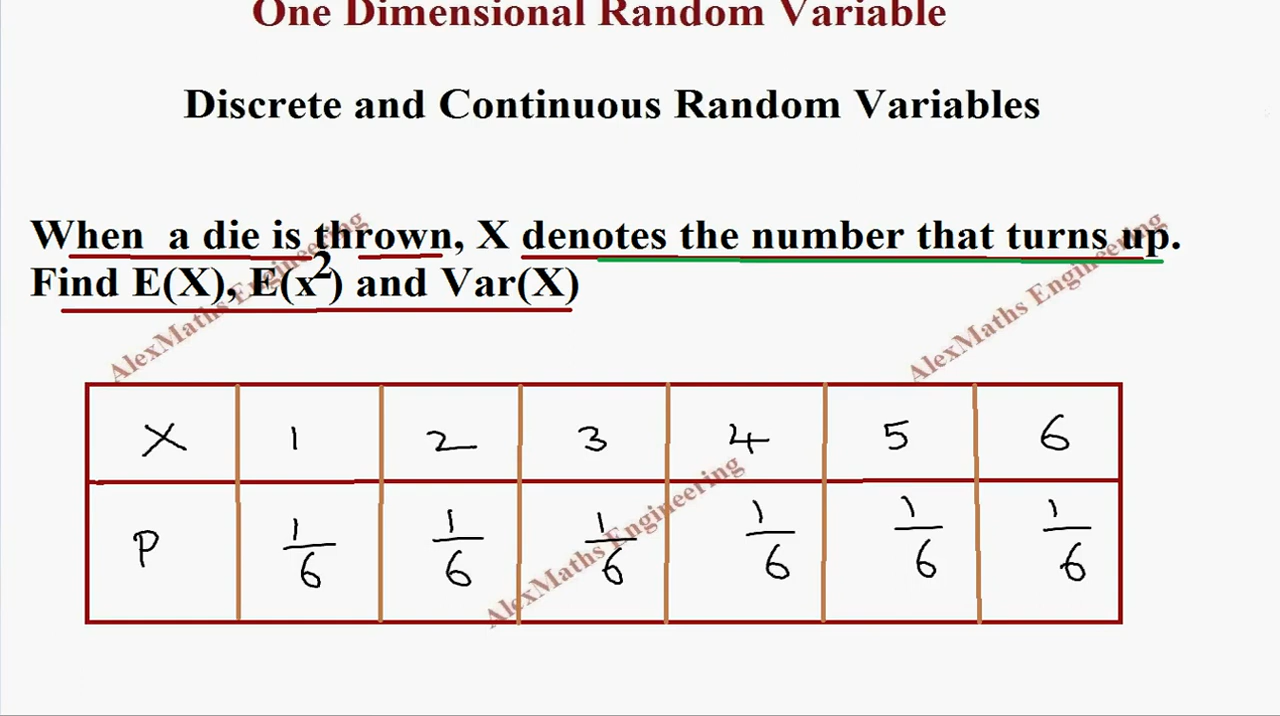 One Dimensional Random Variable
Discrete and Continuous Random Variables
When a die is thrown, X denotes the number that turns up.
Find E(X), E(x²) and Var(X)
AlexMaths Engineering
AlexMaths Engineering
X 1 2 3 4 5 6
P 1/6 1/6 1/6 1/6 1/6 1/6
AlexMaths Engineering